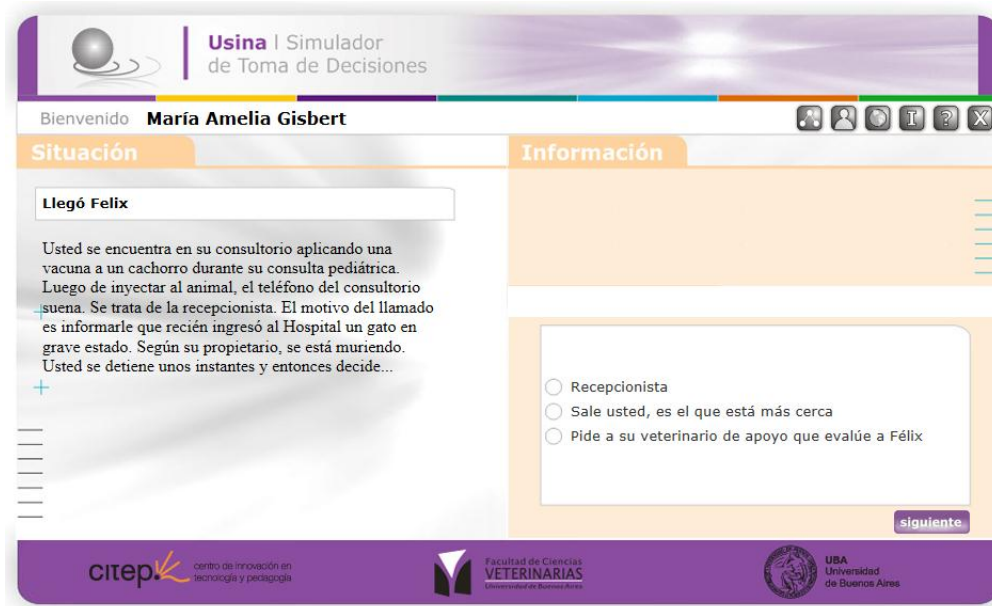 Usina | Simulador
de Toma de Decisiones
Bienvenido María Amelia Gisbert
Situación
Información
Llegó Felix
Usted se encuentra en su consultorio aplicando una
vacuna a un cachorro durante su consulta pediátrica.
Luego de inyectar al animal, el teléfono del consultorio
suena. Se trata de la recepcionista. El motivo del llamado
es informarle que recién ingresó al Hospital un gato en
grave estado. Según su propietario, se está muriendo.
Usted se detiene unos instantes y entonces decide...
Recepcionista
Sale usted, es el que está más cerca
Pide a su veterinario de apoyo que evalúe a Félix
siguiente
citep
centro de innovación en
tecnología y pedagogía
Facultad de Ciencias
VETERINARIAS
Universidad de Buenos Aires
UBA
Universidad
de Buenos Aires